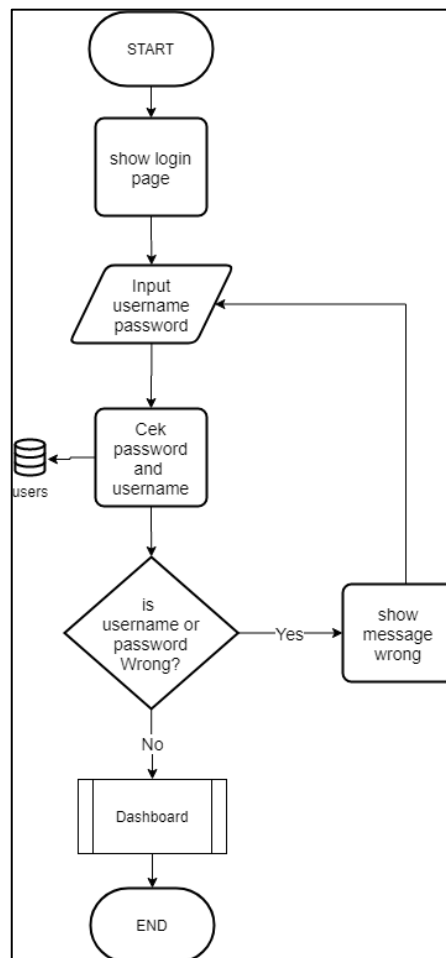 START
show login
page
Input
username
password
Cek
password
and
username
users
is
username or
password
Wrong?
Yes
show
message
wrong
No
Dashboard
END